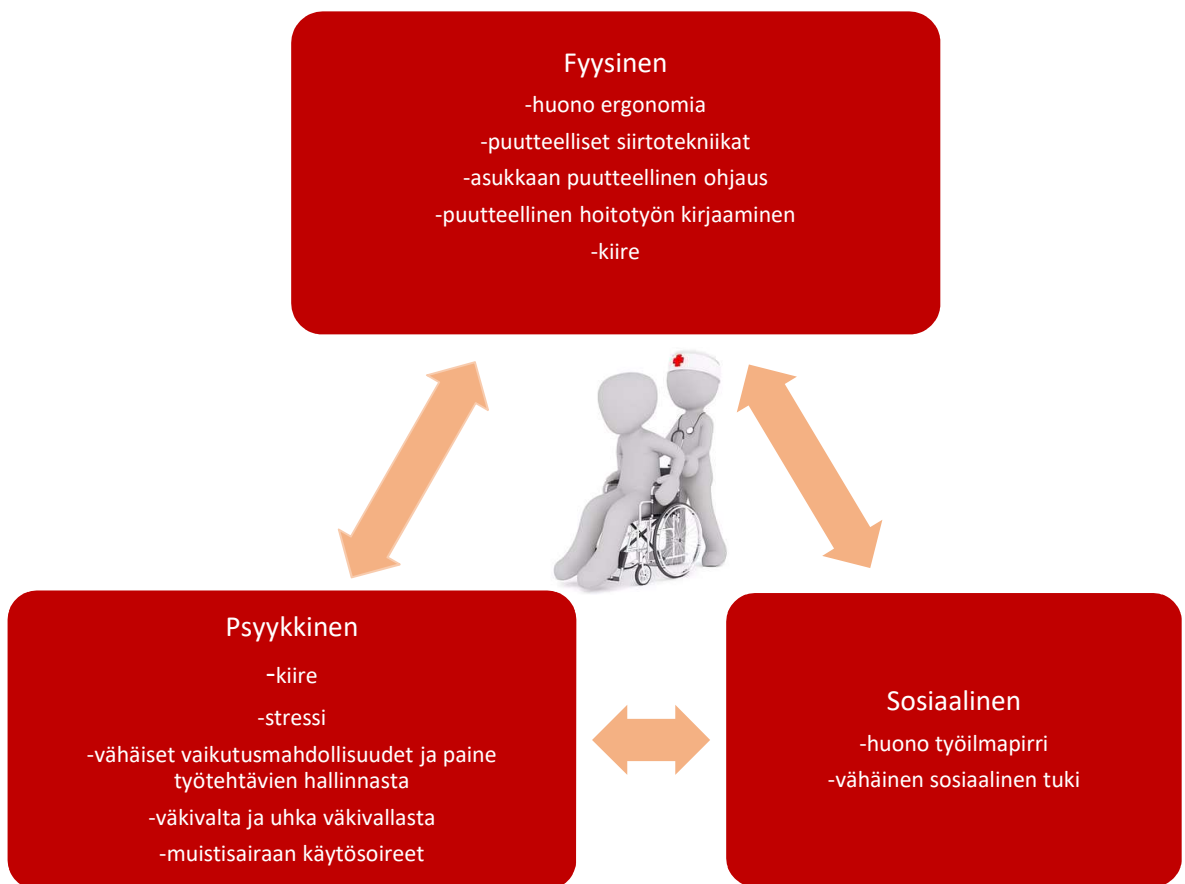 Fyysinen
-huono ergonomia
-puutteelliset siirtotekniikat
-asukkaan puutteellinen ohjaus
-puutteellinen hoitotyön kirjaaminen
-kiire
Psyykkinen
-kiire
-stressi
-vähäiset vaikutusmahdollisuudet ja paine
työtehtävien hallinnasta
-väkivalta ja uhka väkivallasta
-muistisairaan käytösoireet
Sosiaalinen
-huono työilmapirri
-vähäinen sosiaalinen tuki